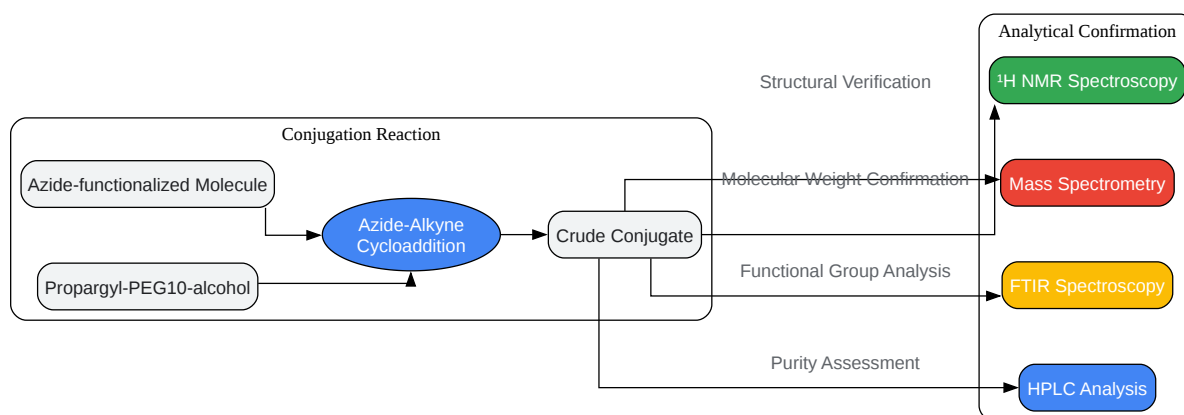 Analytical Confirmation
¹H NMR Spectroscopy
Structural Verification
Conjugation Reaction
Azide-functionalized Molecule
Molecular Weight Confirmation
Mass Spectrometry
Azide-Alkyne
Cycloaddition
Crude Conjugate
Propargyl-PEG10-alcohol
Functional Group Analysis
FTIR Spectroscopy
Purity Assessment
HPLC Analysis